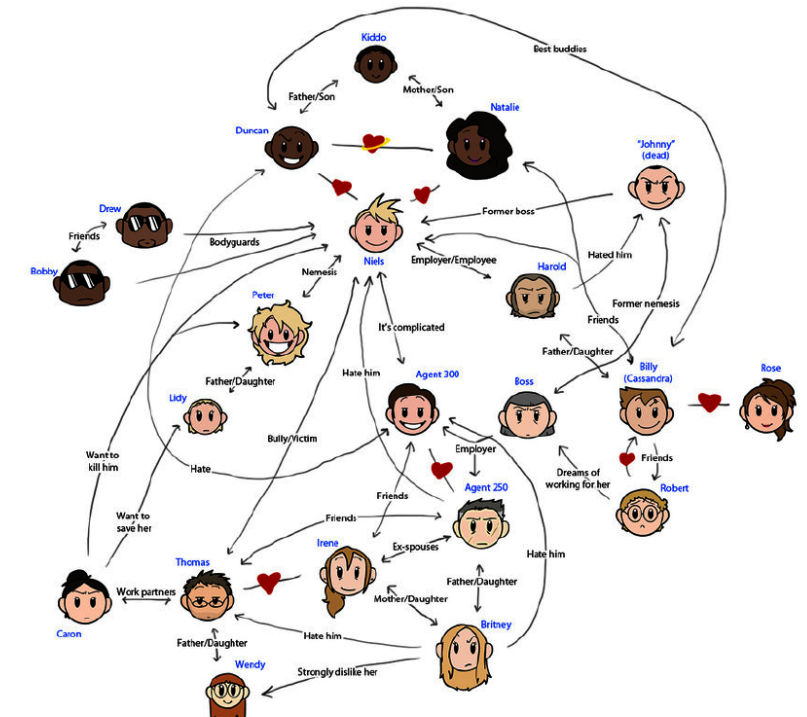 Kiddo
Best buddies
Father/Son
Mother/Son
Natalie
Duncan
"Johnny"
(dead)
Drew
Friends
Bodyguards
Former boss
Bobby
Niels
Employer/Employee
Harold
Hated him
Nemesis
Peter
Former nemesis
Friends
It's complicated
Father/Daughter
Billy
(Cassandra)
Rose
Hate him
Agent 300
Boss
Father/Daughter
Lidy
Bully/Victim
Employer
Friends
Want to
kill him
Hate
Dreams of
working for her
Robert
Agent 250
Friends
Want to
save her
Friends
Irene
Ex-spouses
Hate him
Thomas
Work partners
Father/Daughter
Mother/Daughter
Caron
Britney
Hate him
Father/Daughter
Wendy
Strongly dislike her